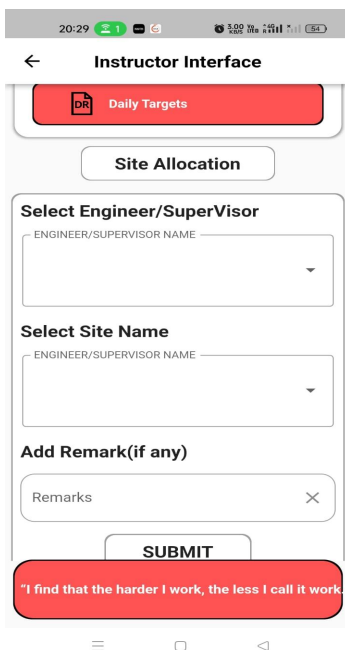 20:29 1 54
Instructor Interface
DR Daily Targets
Site Allocation
Select Engineer/SuperVisor
ENGINEER/SUPERVISOR NAME
Select Site Name
ENGINEER/SUPERVISOR NAME
Add Remark(if any)
Remarks
SUBMIT
"I find that the harder I work, the less I call it work.